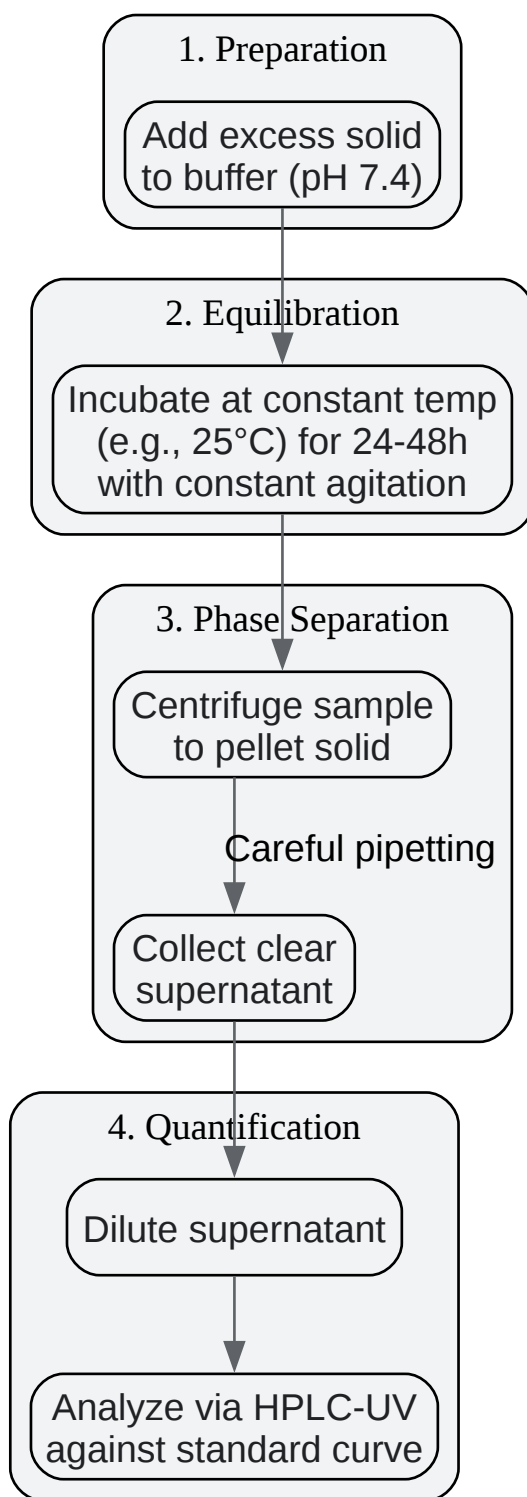 1. Preparation
Add excess solid
to buffer (pH 7.4)
2. Equilibration
Incubate at constant temp
(e.g., 25°C) for 24-48h
with constant agitation
3. Phase Separation
Centrifuge sample
to pellet solid
Careful pipetting
Collect clear
supernatant
4. Quantification
Dilute supernatant
Analyze via HPLC-UV
against standard curve